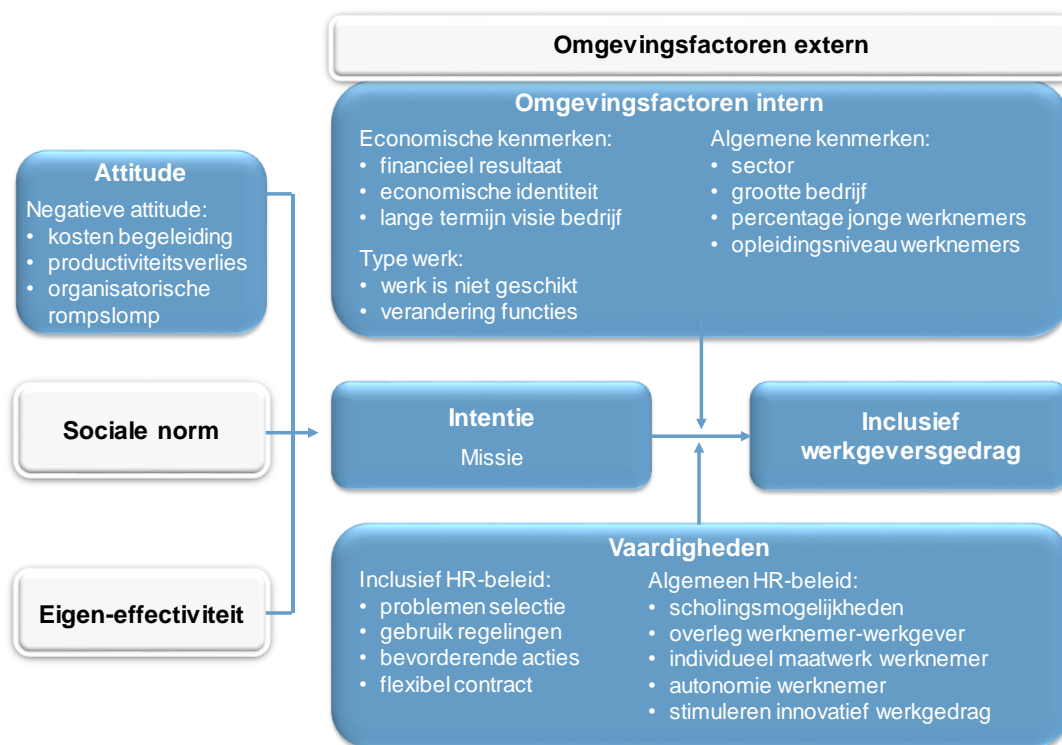 Omgevingsfactoren extern
Omgevingsfactoren intern
Economische kenmerken:
• financieel resultaat
• economische identiteit
• lange termijn visie bedrijf
Type werk:
• werk is niet geschikt
• verandering functies
Algemene kenmerken:
• sector
• grootte bedrijf
• percentage jonge werknemers
• opleidingsniveau werknemers
Attitude
Negatieve attitude:
• kosten begeleiding
• productiviteitsverlies
• organisatorische
rompslomp
Sociale norm
Eigen-effectiviteit
Intentie
Missie
Inclusief
werkgeversgedrag
Vaardigheden
Inclusief HR-beleid:
• problemen selectie
• gebruik regelingen
• bevorderende acties
• flexibel contract
Algemeen HR-beleid:
• scholingsmogelijkheden
• overleg werknemer-werkgever
• individueel maatwerk werknemer
• autonomie werknemer
• stimuleren innovatief werkgedrag